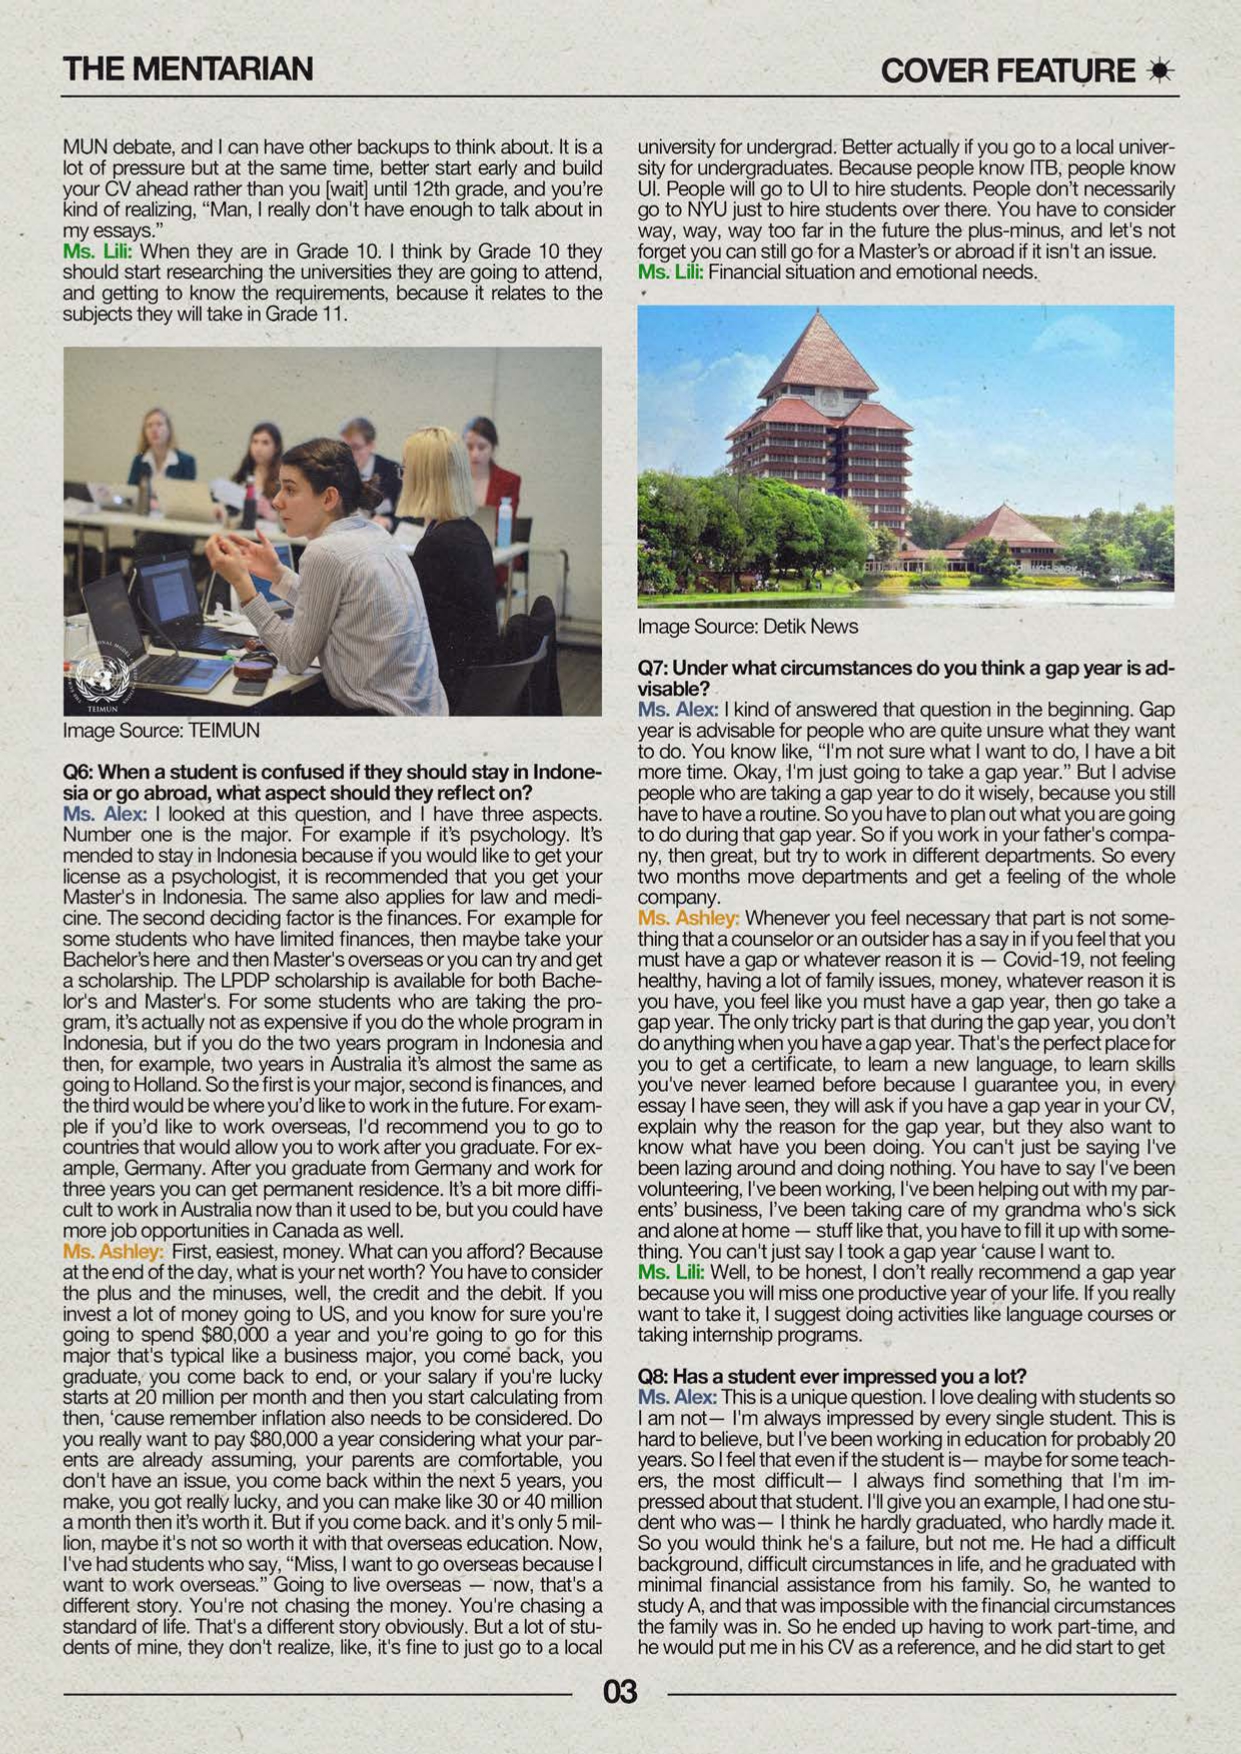 THE MENTARIAN
COVER FEATURE
MUN debate, and I can have other backups to think about. It is a
lot of pressure but at the same time, better start early and build
your CV ahead rather than you [wait] until 12th grade, and you're
kind of realizing, “Man, I really don't have enough to talk about in
my essays.”
Ms. Lili: When they are in Grade 10. I think by Grade 10 they
should start researching the universities they are going to attend,
and getting to know the requirements, because it relates to the
subjects they will take in Grade 11.
TEIMUN
Image Source: TEIMUN
Q6: When a student is confused if they should stay in Indone-
sia or go abroad, what aspect should they reflect on?
Ms. Alex: I looked at this question, and I have three aspects.
Number one is the major. For example if it’s psychology. It’s
mended to stay in Indonesia because if you would like to get your
license as a psychologist, it is recommended that you get your
Master's in Indonesia. The same also applies for law and medi-
cine. The second deciding factor is the finances. For example for
some students who have limited finances, then maybe take your
Bachelor’s here and then Master's overseas or you can try and get
a scholarship. The LPDP scholarship is available for both Bache-
lor's and Master's. For some students who are taking the pro-
gram, it’s actually not as expensive if you do the whole program in
Indonesia, but if you do the two years program in Indonesia and
then, for example, two years in Australia it’s almost the same as
going to Holland. So the first is your major, second is finances, and
the third would be where you’d like to work in the future. For exam-
ple if you’d like to work overseas, I'd recommend you to go to
countries that would allow you to work after you graduate. For ex-
ample, Germany. After you graduate from Germany and work for
three years you can get permanent residence. It’s a bit more diffi-
cult to work in Australia now than it used to be, but you could have
more job opportunities in Canada as well.
Ms. Ashley: First, easiest, money. What can you afford? Because
at the end of the day, what is your net worth? You have to consider
the plus and the minuses, well, the credit and the debit. If you
invest a lot of money going to US, and you know for sure you're
going to spend $80,000 a year and you're going to go for this
major that's typical like a business major, you come back, you
graduate, you come back to end, or your salary if you're lucky
starts at 20 million per month and then you start calculating from
then, ‘cause remember inflation also needs to be considered. Do
you really want to pay $80,000 a year considering what your par-
ents are already assuming, your parents are comfortable, you
don't have an issue, you come back within the next 5 years, you
make, you got really lucky, and you can make like 30 or 40 million
a month then it’s worth it. But if you come back. and it's only 5 mil-
lion, maybe it's not so worth it with that overseas education. Now,
I've had students who say, “Miss, I want to go overseas because I
want to work overseas.” Going to live overseas — now, that’s a
different story. You're not chasing the money. You're chasing a
standard of life. That's a different story obviously. But a lot of stu-
dents of mine, they don't realize, like, it's fine to just go to a local
university for undergrad. Better actually if you go to a local univer-
sity for undergraduates. Because people know ITB, people know
UI. People will go to UI to hire students. People don’t necessarily
go to NYU just to hire students over there. You have to consider
way, way, way too far in the future the plus-minus, and let's not
forget you can still go for a Master’s or abroad if it isn’t an issue.
Ms. Lili: Financial situation and emotional needs.
Image Source: Detik News
Q7: Under what circumstances do you think a gap year is ad-
visable?
Ms. Alex: I kind of answered that question in the beginning. Gap
year is advisable for people who are quite unsure what they want
to do. You know like, “I'm not sure what I want to do, I have a bit
more time. Okay, I'm just going to take a gap year.” But I advise
people who are taking a gap year to do it wisely, because you still
have to have a routine. So you have to plan out what you are going
to do during that gap year. So if you work in your father's compa-
ny, then great, but try to work in different departments. So every
two months move departments and get a feeling of the whole
company.
Ms. Ashley: Whenever you feel necessary that part is not some-
thing that a counselor or an outsider has a say in if you feel that you
must have a gap or whatever reason it is — Covid-19, not feeling
healthy, having a lot of family issues, money, whatever reason it is
you have, you feel like you must have a gap year, then go take a
gap year. The only tricky part is that during the gap year, you don’t
do anything when you have a gap year. That's the perfect place for
you to get a certificate, to learn a new language, to learn skills
you've never learned before because I guarantee you, in every
essay I have seen, they will ask if you have a gap year in your CV,
explain why the reason for the gap year, but they also want to
know what have you been doing. You can't just be saying I've
been lazing around and doing nothing. You have to say I've been
volunteering, I've been working, I've been helping out with my par-
ents’ business, I’ve been taking care of my grandma who's sick
and alone at home — stuff like that, you have to fill it up with some-
thing. You can't just say I took a gap year ‘cause I want to.
Ms. Lili: Well, to be honest, I don’t really recommend a gap year
because you will miss one productive year of your life. If you really
want to take it, I suggest doing activities like language courses or
taking internship programs.
Q8: Has a student ever impressed you a lot?
Ms. Alex: This is a unique question. I love dealing with students so
I am not— I'm always impressed by every single student. This is
hard to believe, but I've been working in education for probably 20
years. So I feel that even if the student is— maybe for some teach-
ers, the most difficult— I always find something that I'm im-
pressed about that student. I'll give you an example, I had one stu-
dent who was— I think he hardly graduated, who hardly made it.
So you would think he's a failure, but not me. He had a difficult
background, difficult circumstances in life, and he graduated with
minimal financial assistance from his family. So, he wanted to
study A, and that was impossible with the financial circumstances
the family was in. So he ended up having to work part-time, and
he would put me in his CV as a reference, and he did start to get
03